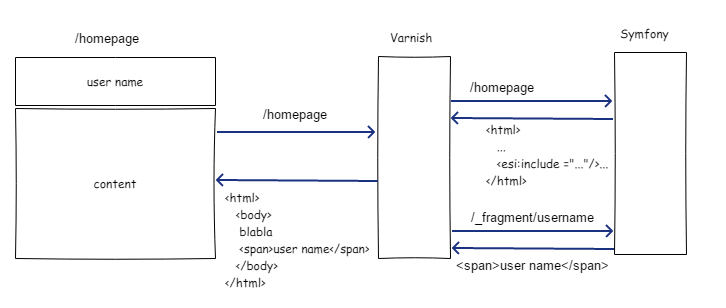 /homepage
user name
content
/homepage
<html>
<body>
blabla
<span>user name</span>
</body>
</html>
Varnish
/homepage
<html>
...
<esi:include ="..."/>...
</html>
/_fragment/username
<span>user name</span>
Symfony